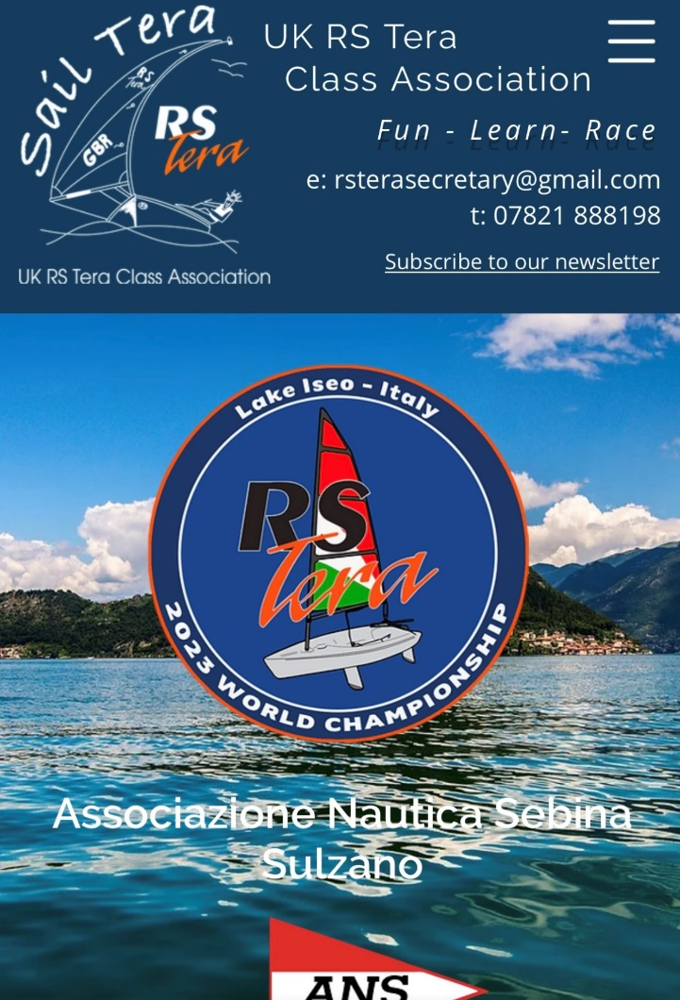 Sail Tera
RS
Tera
GBR
RS
Tera
UK RS Tera Class Association
UK RS Tera
Class Association
Fun - Learn- Race
e: rsterasecretary@gmail.com
t: 07821 888198
Subscribe to our newsletter
Lake Iseo - Italy
RS
Tera
2023 WORLD CHAMPIONSHIP
Associazione Nautica Sebina
Sulzano
ANS